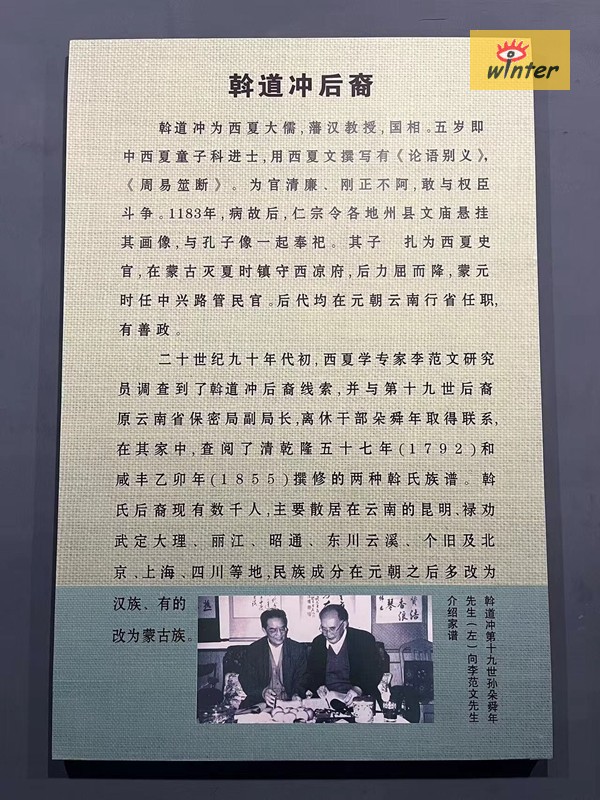 winter
斡道冲后裔
斡道冲为西夏大儒,藩汉教授,国相。五岁即
中西夏童子科进士,用西夏文撰写有《论语别义》,
《周易筮断》。为官清廉、刚正不阿,敢与权臣
斗争。1183年,病故后,仁宗令各地州县文庙悬挂
其画像,与孔子像一起奉祀。其子 扎为西夏史
官,在蒙古灭夏时镇守西凉府,后力屈而降,蒙元
时任中兴路管民官。后代均在元朝云南行省任职,
有善政。
二十世纪九十年代初,西夏学专家李范文研究
员调查到了斡道冲后裔线索,并与第十九世后裔
原云南省保密局副局长,离休干部朵舜年取得联系,
在其家中,查阅了清乾隆五十七年(1792)和
咸丰乙卯年(1855)撰修的两种斡氏族谱。斡
氏后裔现有数千人,主要散居在云南的昆明、禄劝
武定大理、丽江、昭通、东川云溪、个旧及北
京、上海、四川等地,民族成分在元朝之后多改为
汉族、有的
改为蒙古族。
斡道冲第十九世孙朵舜年
先生(左)向李范文先生
介绍家谱